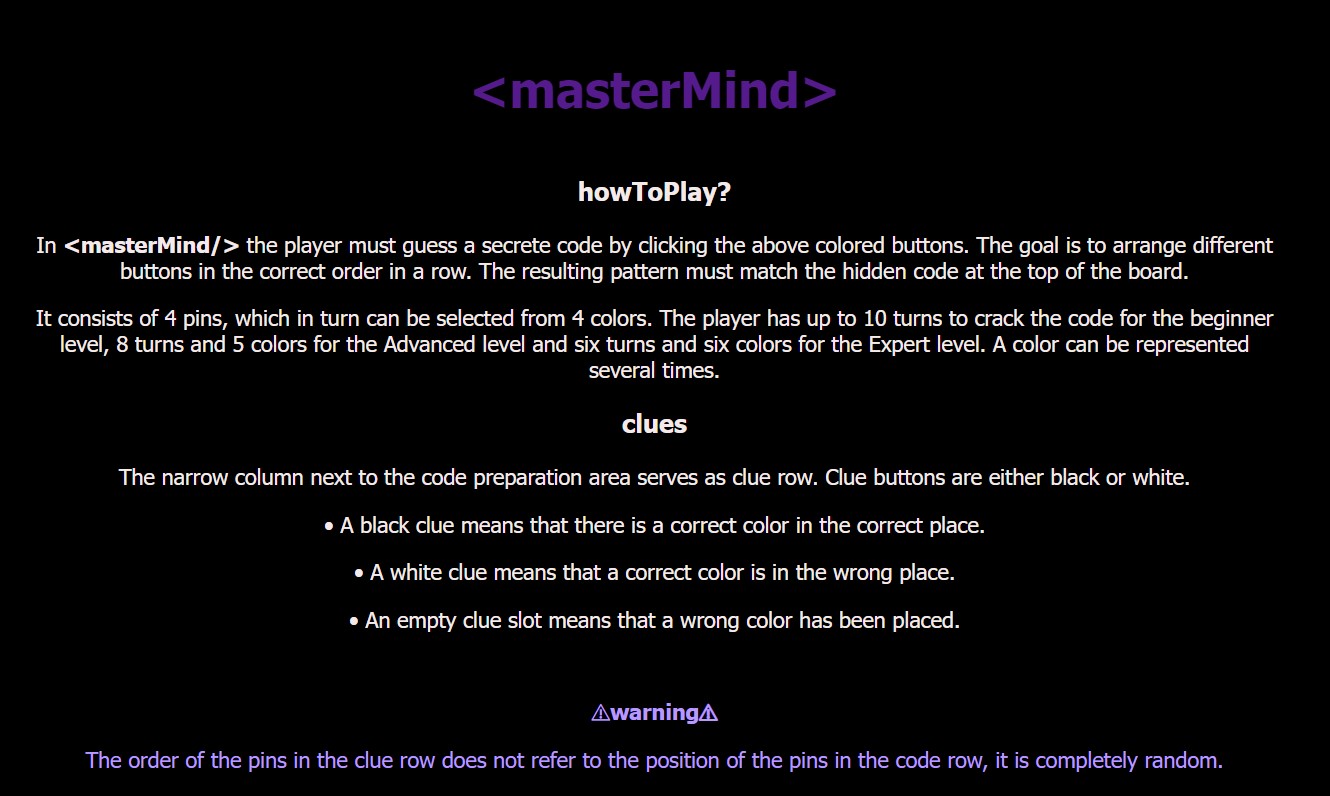 <masterMind>
howToPlay?
In <masterMind/> the player must guess a secrete code by clicking the above colored buttons. The goal is to arrange different
buttons in the correct order in a row. The resulting pattern must match the hidden code at the top of the board.
It consists of 4 pins, which in turn can be selected from 4 colors. The player has up to 10 turns to crack the code for the beginner
level, 8 turns and 5 colors for the Advanced level and six turns and six colors for the Expert level. A color can be represented
several times.
clues
The narrow column next to the code preparation area serves as clue row. Clue buttons are either black or white.
• A black clue means that there is a correct color in the correct place.
• A white clue means that a correct color is in the wrong place.
• An empty clue slot means that a wrong color has been placed.
⚠warning⚠
The order of the pins in the clue row does not refer to the position of the pins in the code row, it is completely random.